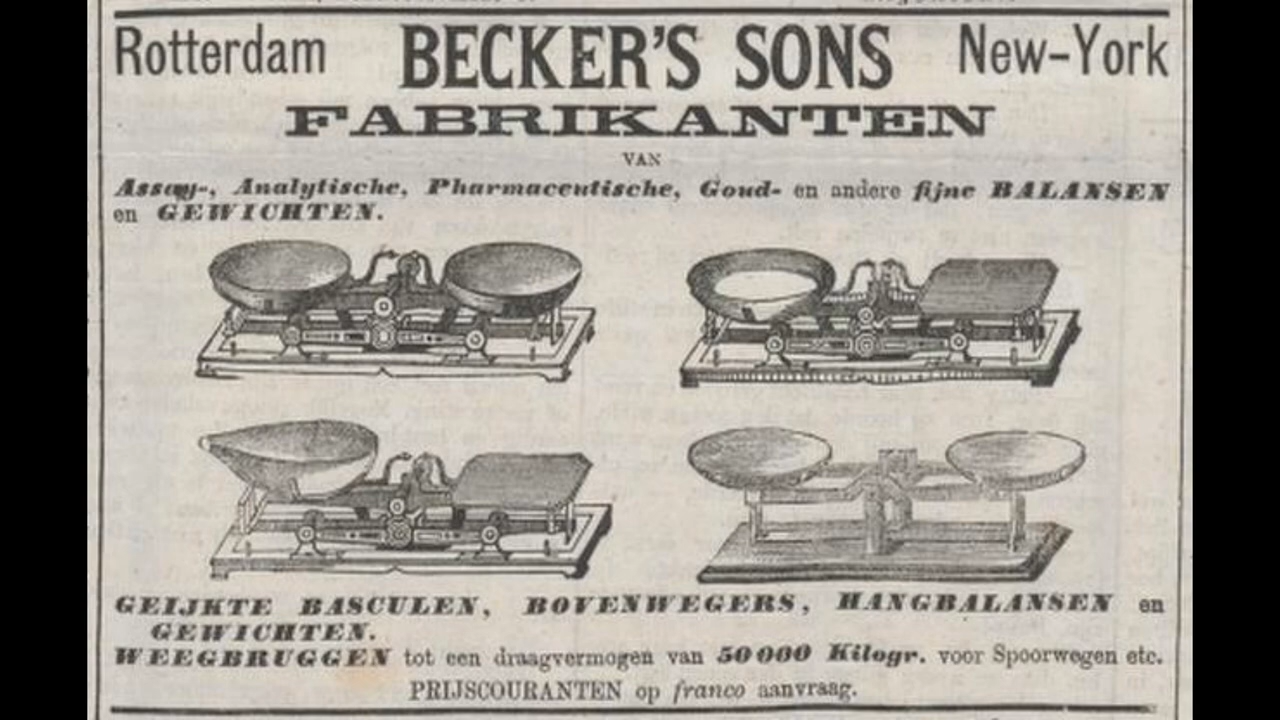 Rotterdam BECKER'S SONS New-York
FABRIKANTEN
VAN
Assay-, Analytische, Pharmaceutische, Goud- en andere fijne BALANSEN
en GEWICHTEN.
GEIJKTE BASCULEN, BOVENWEGERS, HANGBALANSEN en
GEWICHTEN.
WEEGBRUGGEN tot een draagvermogen van 50000 Kilogr. voor Spoorwegen etc.
PRIJSCOURANTEN op franco aanvraag.